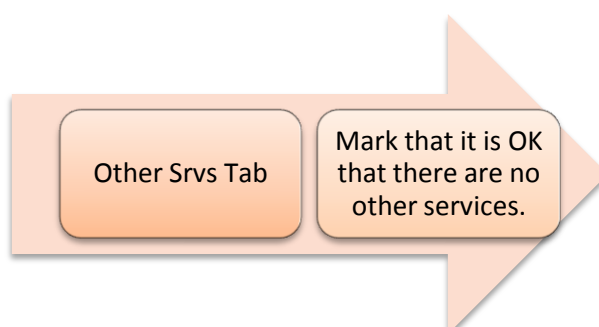 Other Srvs Tab
Mark that it is OK
that there are no
other services.